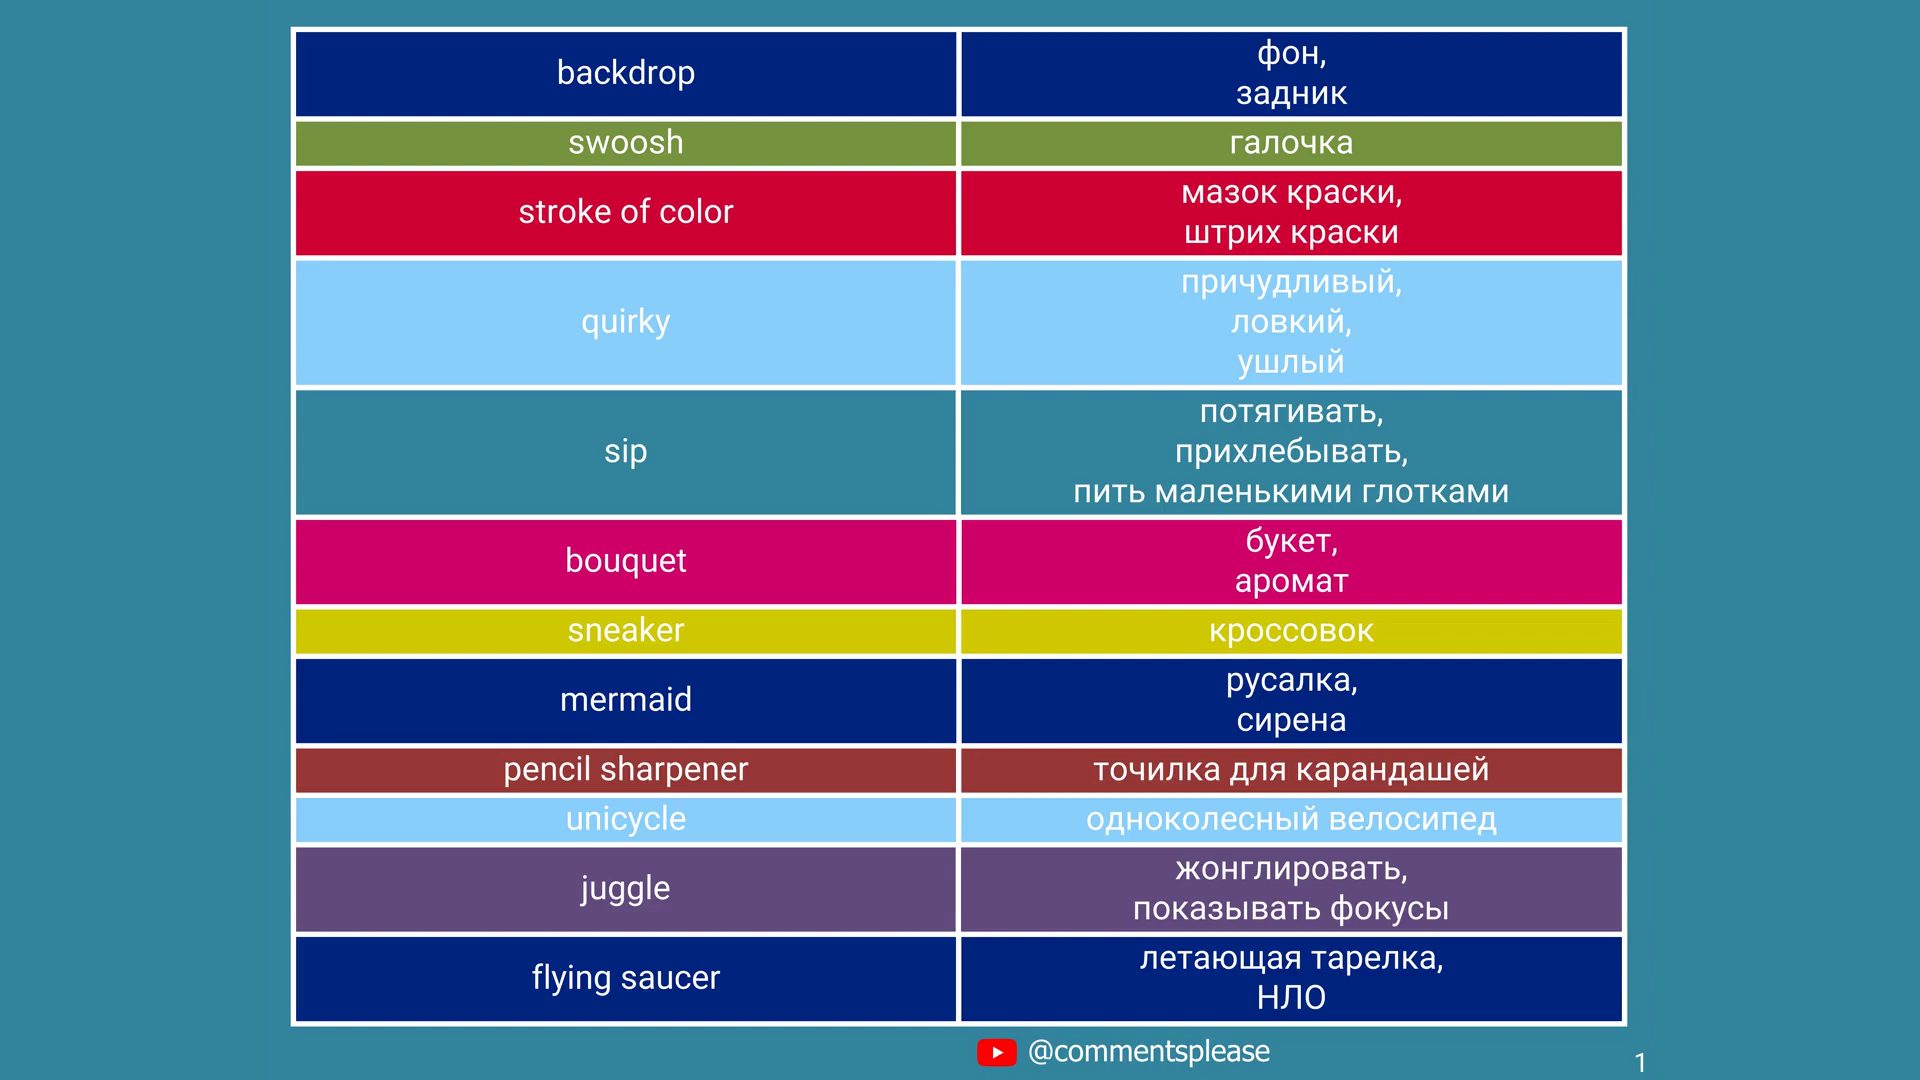 backdrop
фон,
задник
swoosh
галочка
stroke of color
мазок краски,
штрих краски
quirky
причудливый,
ловкий,
ушлый
sip
потягивать,
прихлебывать,
пить маленькими глотками
bouquet
букет,
аромат
sneaker
кроссовок
mermaid
русалка,
сирена
pencil sharpener
точилка для карандашей
unicycle
одноколесный велосипед
juggle
жонглировать,
показывать фокусы
flying saucer
летающая тарелка,
НЛО
@commentsplease
1